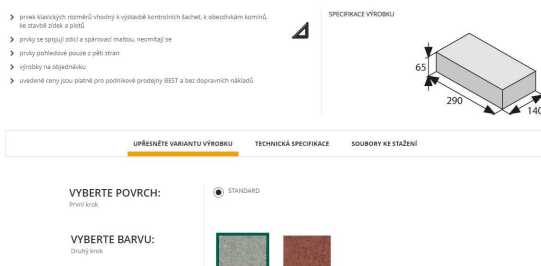 prvek klasických rozměrů vhodný k výstavbě kontrolních šachet, k obezdívkám komínů,
ke stavbě zídek a plotů
prvky se spojují zdící a spárovací maltou, neomítají se
prvky pohledové pouze z pěti stran
výrobky na objednávku
uvedené ceny jsou platné pro podnikové prodejny BEST a bez dopravních nákladů
SPECIFIKACE VÝROBKU
65
290
140
UPŘESNĚTE VARIANTU VÝROBKU
TECHNICKÁ SPECIFIKACE
SOUBORY KE STAŽENÍ
VYBERTE POVRCH:
První krok
STANDARD
VYBERTE BARVU:
Druhý krok